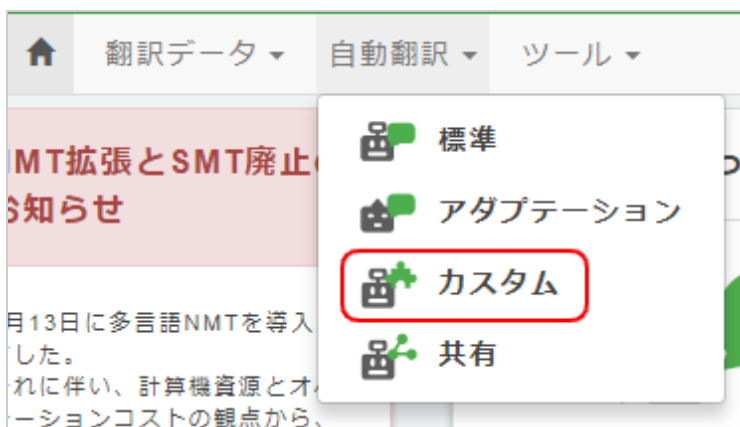 翻訳データ 自動翻訳 ツール
標準
MT拡張とSMT廃止
知らせ
アダプテーション
カスタム
共有
月13日に多言語NMTを導入
した。
れに伴い、計算機資源とオ
ーションコストの観点から、